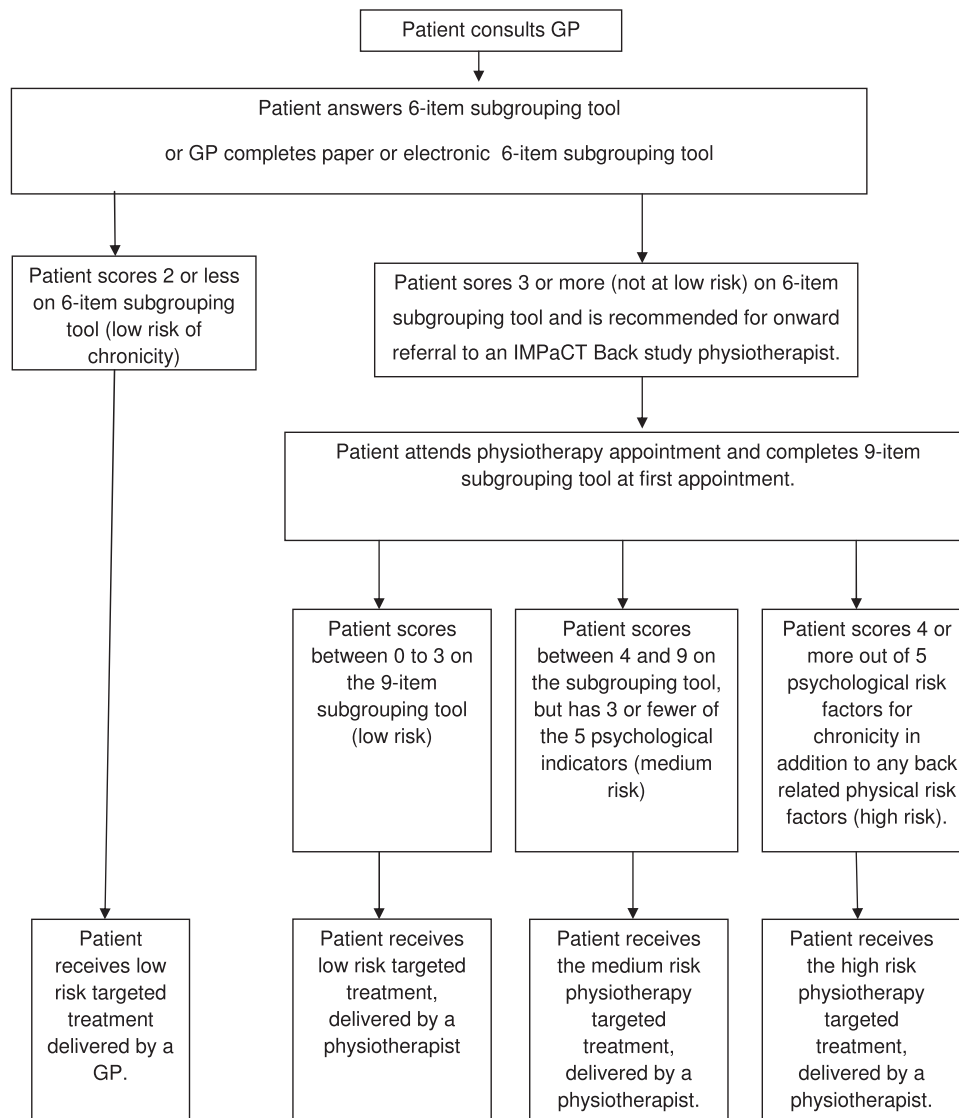 Patient consults GP
Patient answers 6-item subgrouping tool
or GP completes paper or electronic 6-item subgrouping tool
Patient scores 2 or less
on 6-item subgrouping
tool (low risk of
chronicity)
Patient sores 3 or more (not at low risk) on 6-item
subgrouping tool and is recommended for onward
referral to an IMPaCT Back study physiotherapist.
Patient attends physiotherapy appointment and completes 9-item
subgrouping tool at first appointment.
Patient scores
between 0 to 3 on
the 9-item
subgrouping tool
(low risk)
Patient scores
between 4 and 9 on
the subgrouping tool,
but has 3 or fewer of
the 5 psychological
indicators (medium
risk)
Patient scores 4 or
more out of 5
psychological risk
factors for
chronicity in
addition to any back
related physical risk
factors (high risk).
Patient
receives low
risk targeted
treatment
delivered by a
GP.
Patient receives
low risk targeted
treatment,
delivered by a
physiotherapist
Patient receives
the medium risk
physiotherapy
targeted
treatment,
delivered by a
physiotherapist.
Patient receives
the high risk
physiotherapy
targeted
treatment,
delivered by a
physiotherapist.